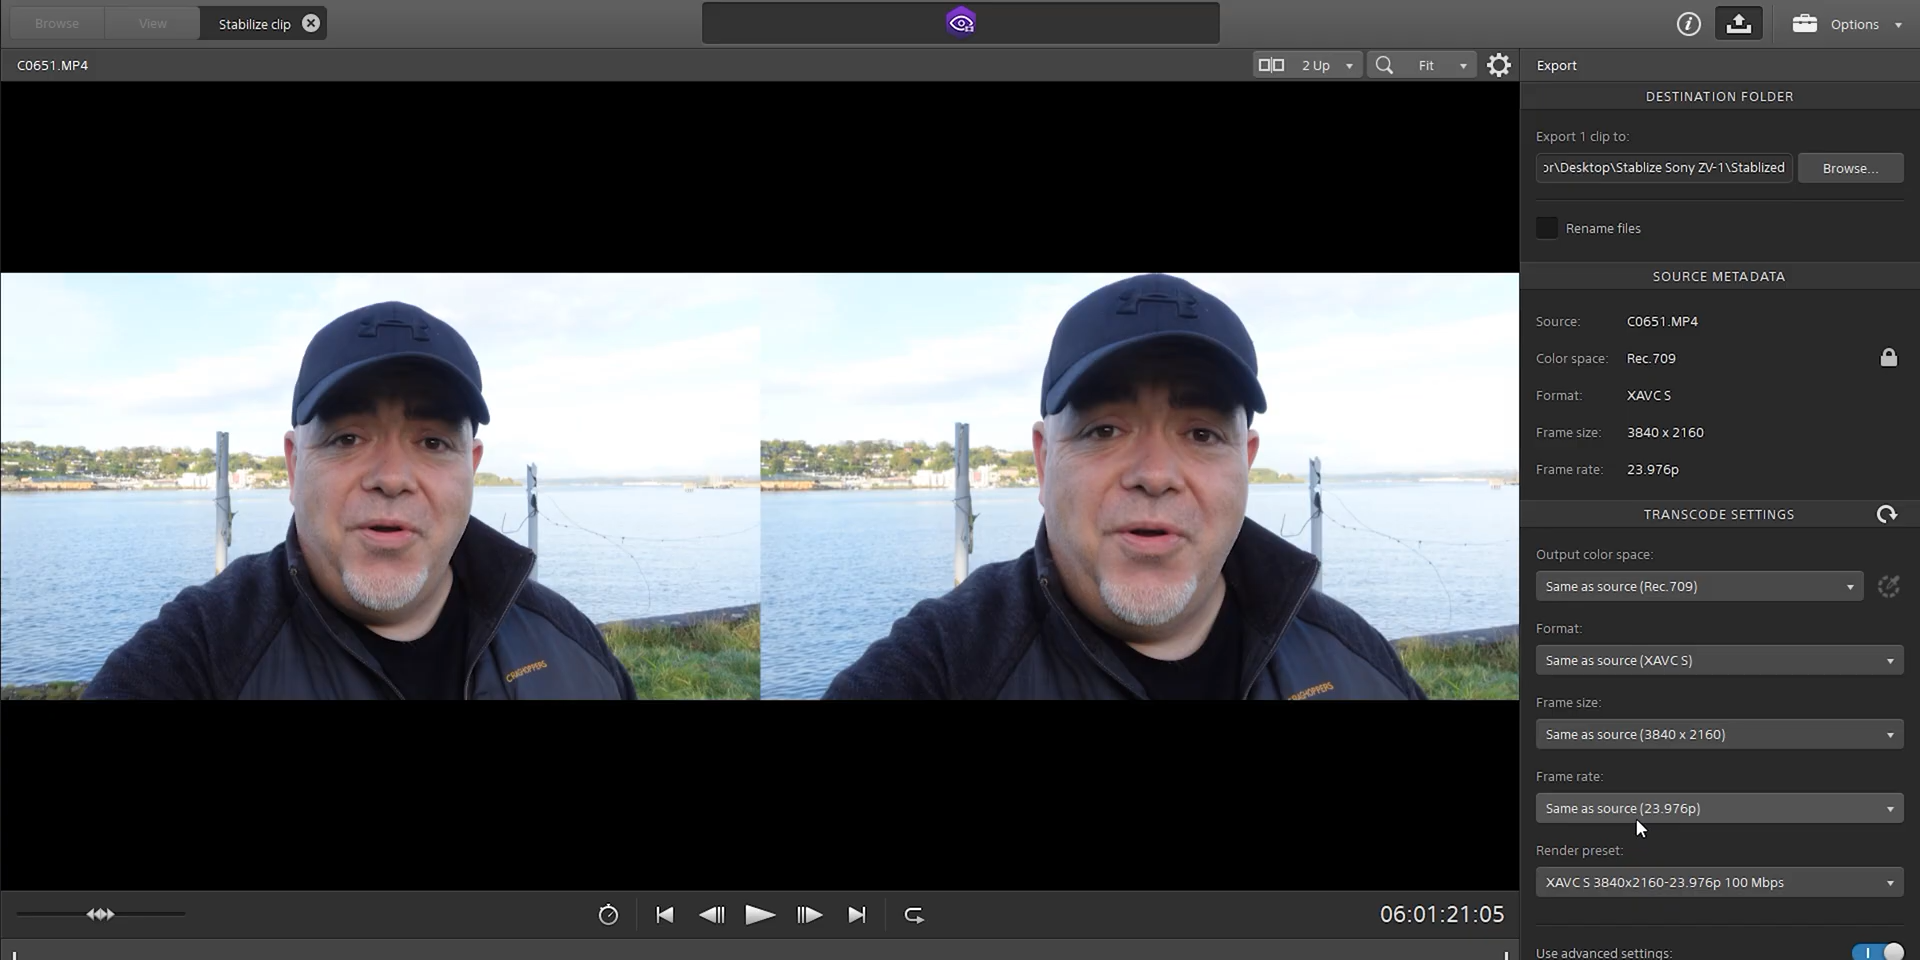 Browse
View
Stabilize clip
Options
C0651.MP4
2 Up
Fit
Export
DESTINATION FOLDER
Export 1 clip to:
or\Desktop\Stablize Sony ZV-1\Stablized
Browse...
Rename files
SOURCE METADATA
Source: C0651.MP4
Color space: Rec.709
Format: XAVC S
Frame size: 3840 x 2160
Frame rate: 23.976p
TRANSCODE SETTINGS
Output color space:
Same as source (Rec.709)
Format:
Same as source (XAVC S)
Frame size:
Same as source (3840 x 2160)
Frame rate:
Same as source (23.976p)
Render preset:
XAVC S 3840x2160-23.976p 100 Mbps
Use advanced settings:
CRAGHOPPERS
CRAGHOPPERS
06:01:21:05